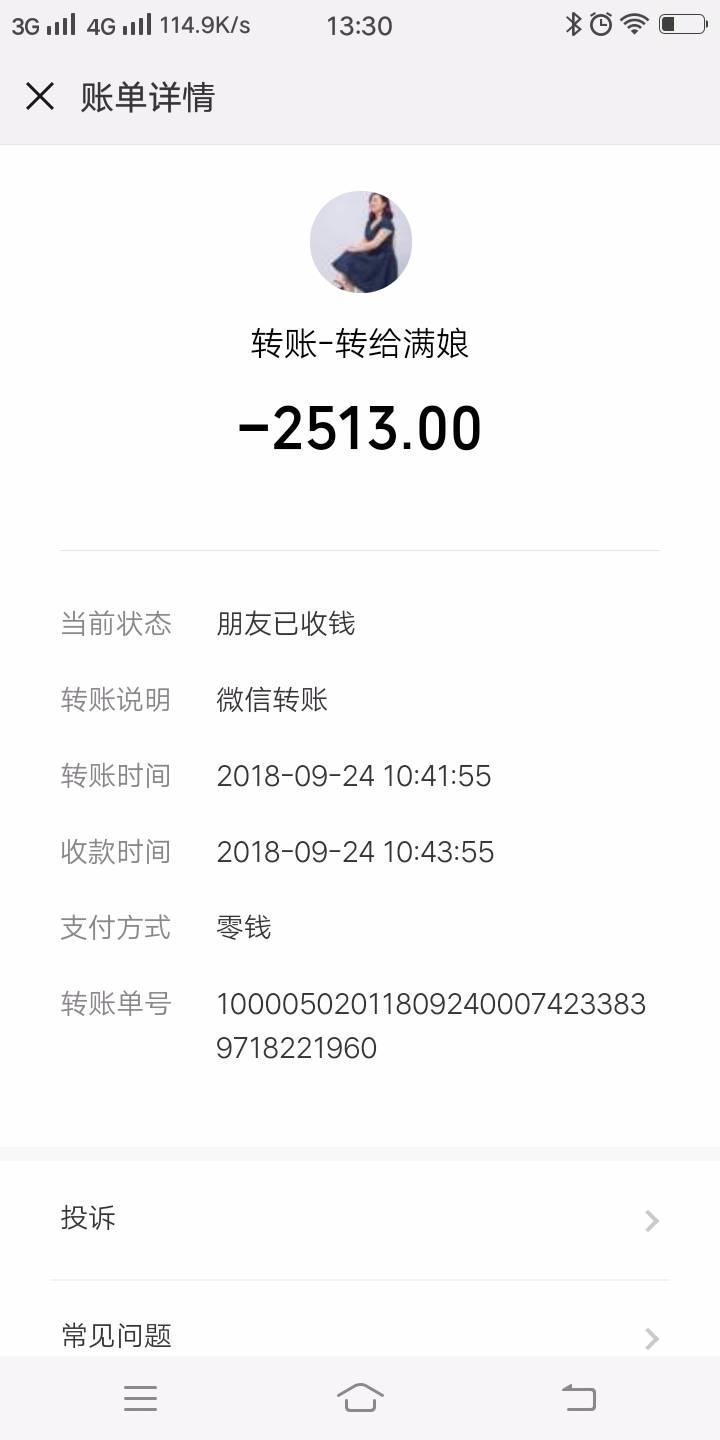 3G 4G 114.9K/s 13:30
账单详情
转账-转给满娘
-2513.00
当前状态 朋友已收钱
转账说明 微信转账
转账时间 2018-09-24 10:41:55
收款时间 2018-09-24 10:43:55
支付方式 零钱
转账单号 10000502011809240007423383
9718221960
投诉
常见问题